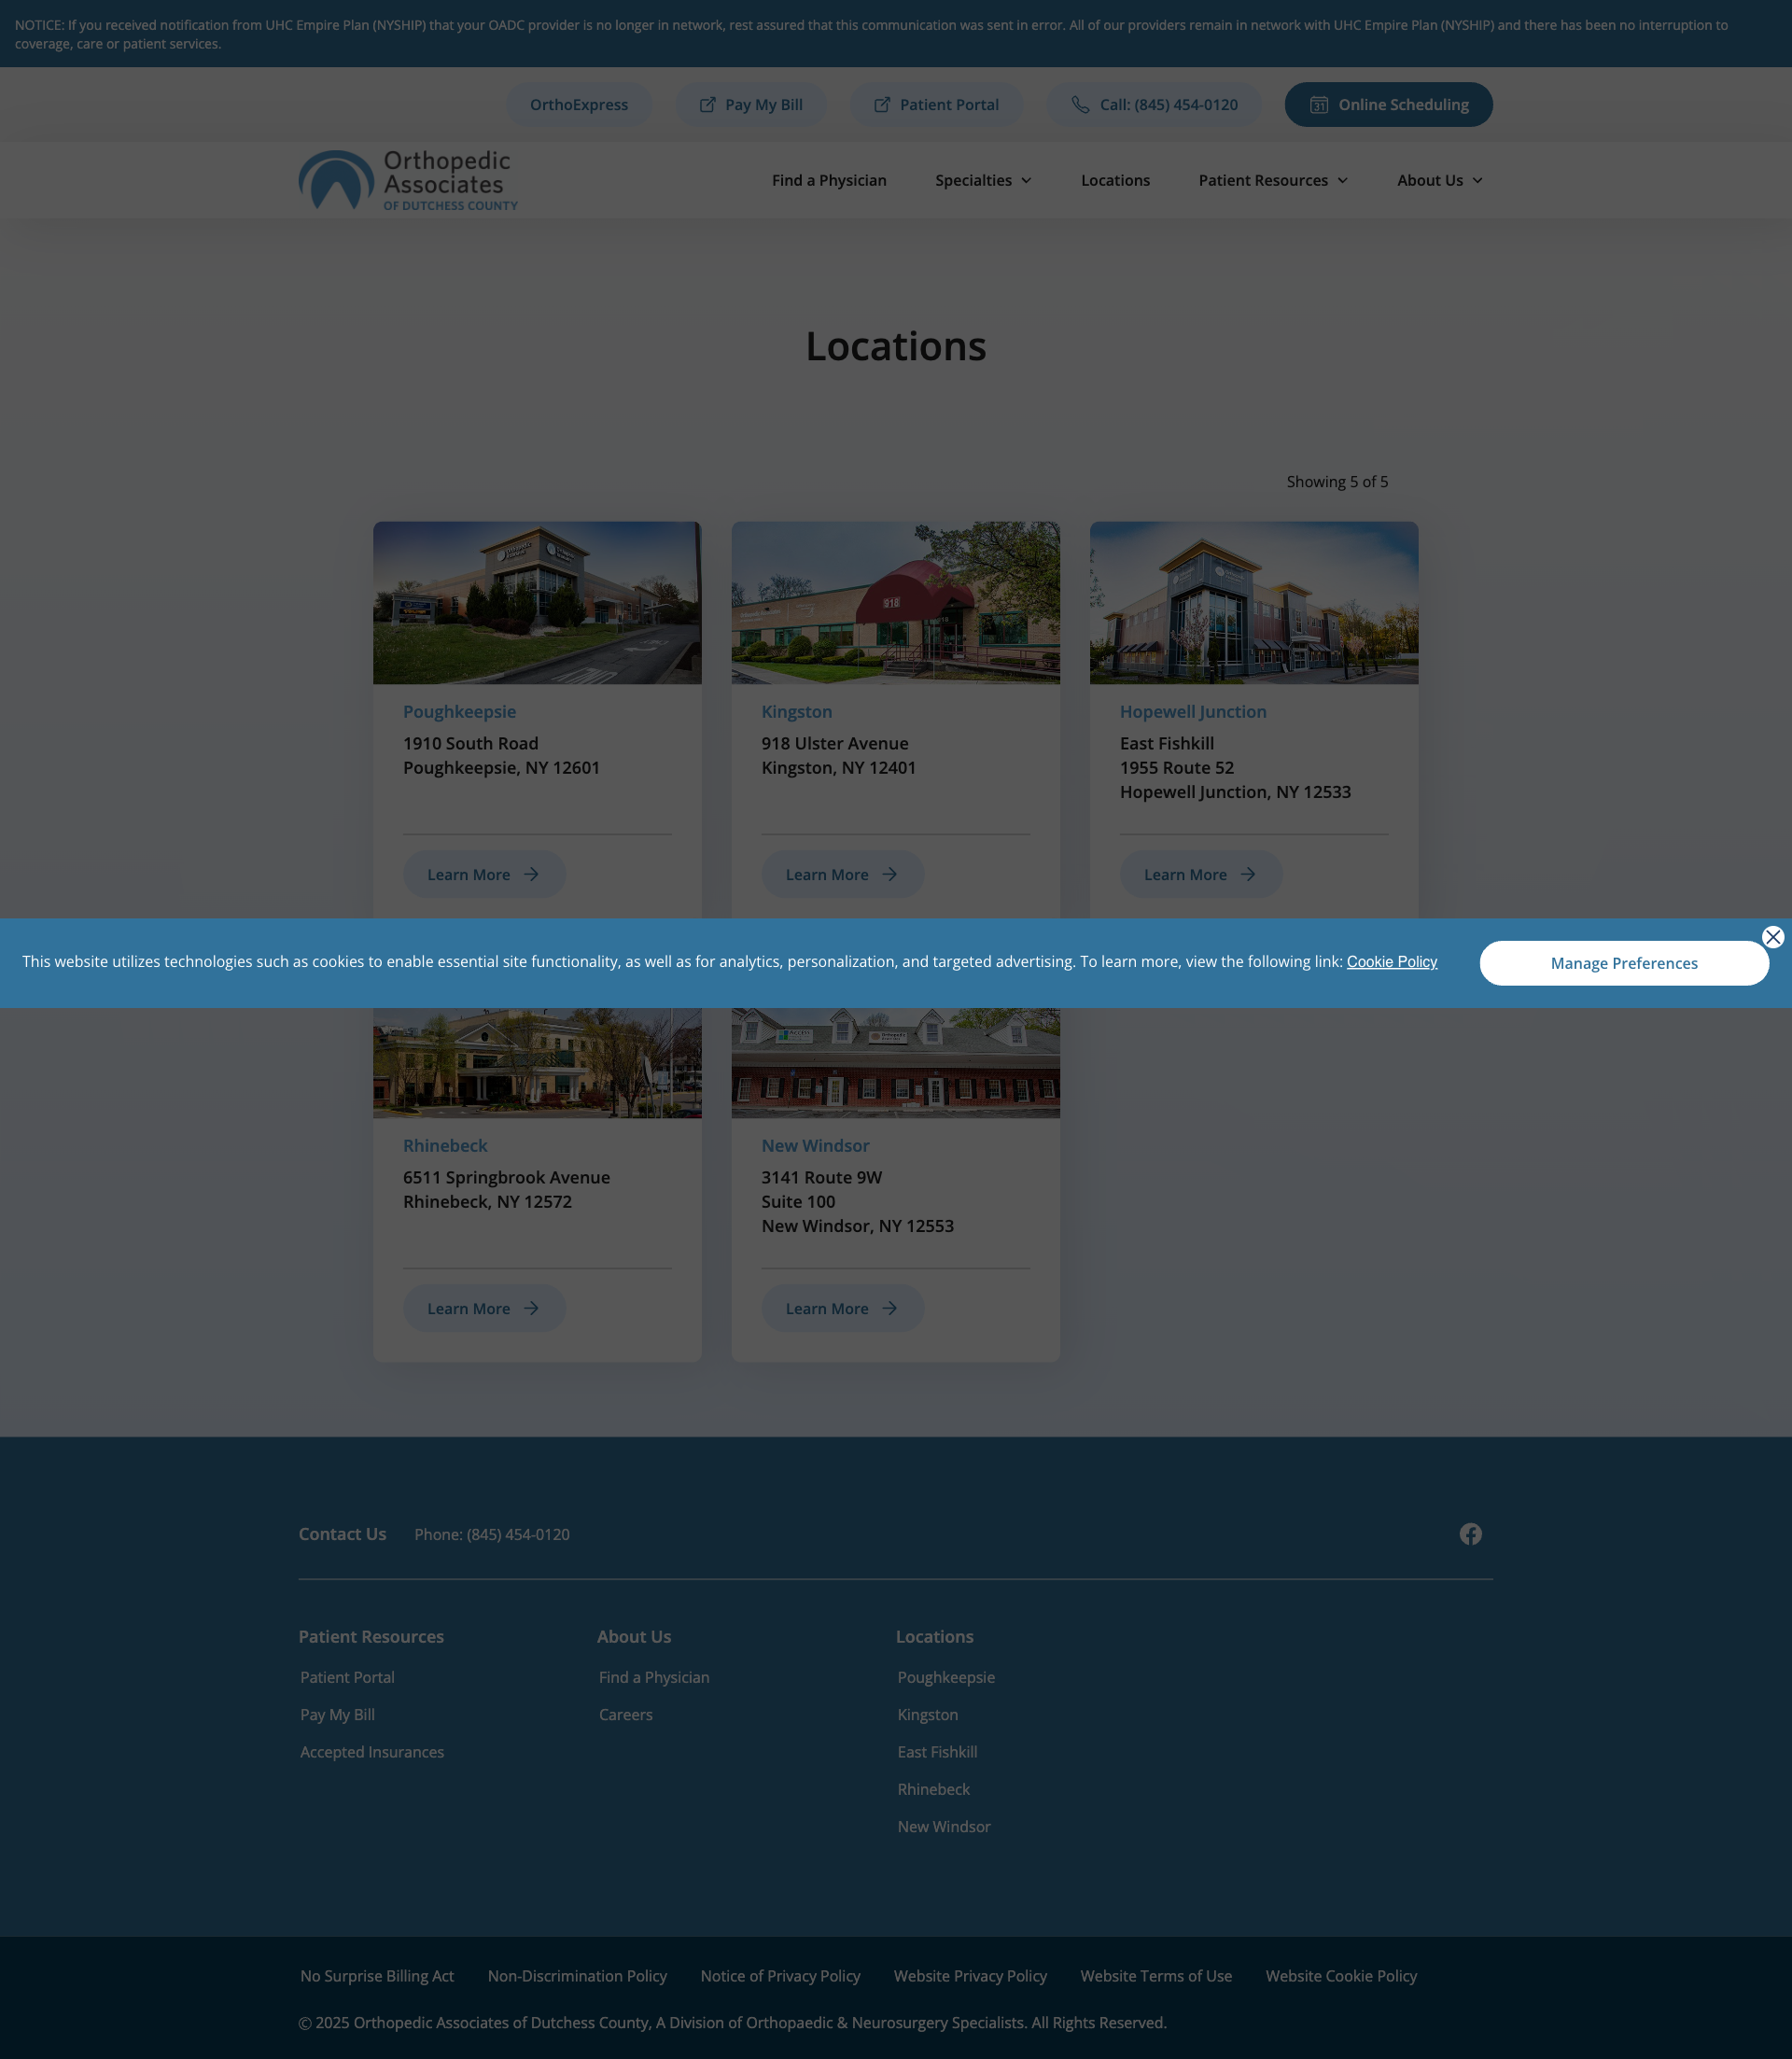 NOTICE: If you received notification from UHC Empire Plan (NYSHIP) that your OADC provider is no longer in network, rest assured that this communication was sent in error. All of our providers remain in network with UHC Empire Plan (NYSHIP) and there has been no interruption to
coverage, care or patient services.
OrthoExpress
Pay My Bill
Patient Portal
Call: (845) 454-0120
31
Online Scheduling
Orthopedic
Associates
OF DUTCHESS COUNTY
Find a Physician
Specialties
Locations
Patient Resources
About Us
Locations
Showing 5 of 5
918
Poughkeepsie
1910 South Road
Poughkeepsie, NY 12601
Learn More
Kingston
918 Ulster Avenue
Kingston, NY 12401
Learn More
Hopewell Junction
East Fishkill
1955 Route 52
Hopewell Junction, NY 12533
Learn More
This website utilizes technologies such as cookies to enable essential site functionality, as well as for analytics, personalization, and targeted advertising. To learn more, view the following link: Cookie Policy
Manage Preferences
Rhinebeck
6511 Springbrook Avenue
Rhinebeck, NY 12572
Learn More
New Windsor
3141 Route 9W
Suite 100
New Windsor, NY 12553
Learn More
Contact Us
Phone: (845) 454-0120
Patient Resources
Patient Portal
Pay My Bill
Accepted Insurances
About Us
Find a Physician
Careers
Locations
Poughkeepsie
Kingston
East Fishkill
Rhinebeck
New Windsor
No Surprise Billing Act
Non-Discrimination Policy
Notice of Privacy Policy
Website Privacy Policy
Website Terms of Use
Website Cookie Policy
© 2025 Orthopedic Associates of Dutchess County, A Division of Orthopaedic & Neurosurgery Specialists. All Rights Reserved.